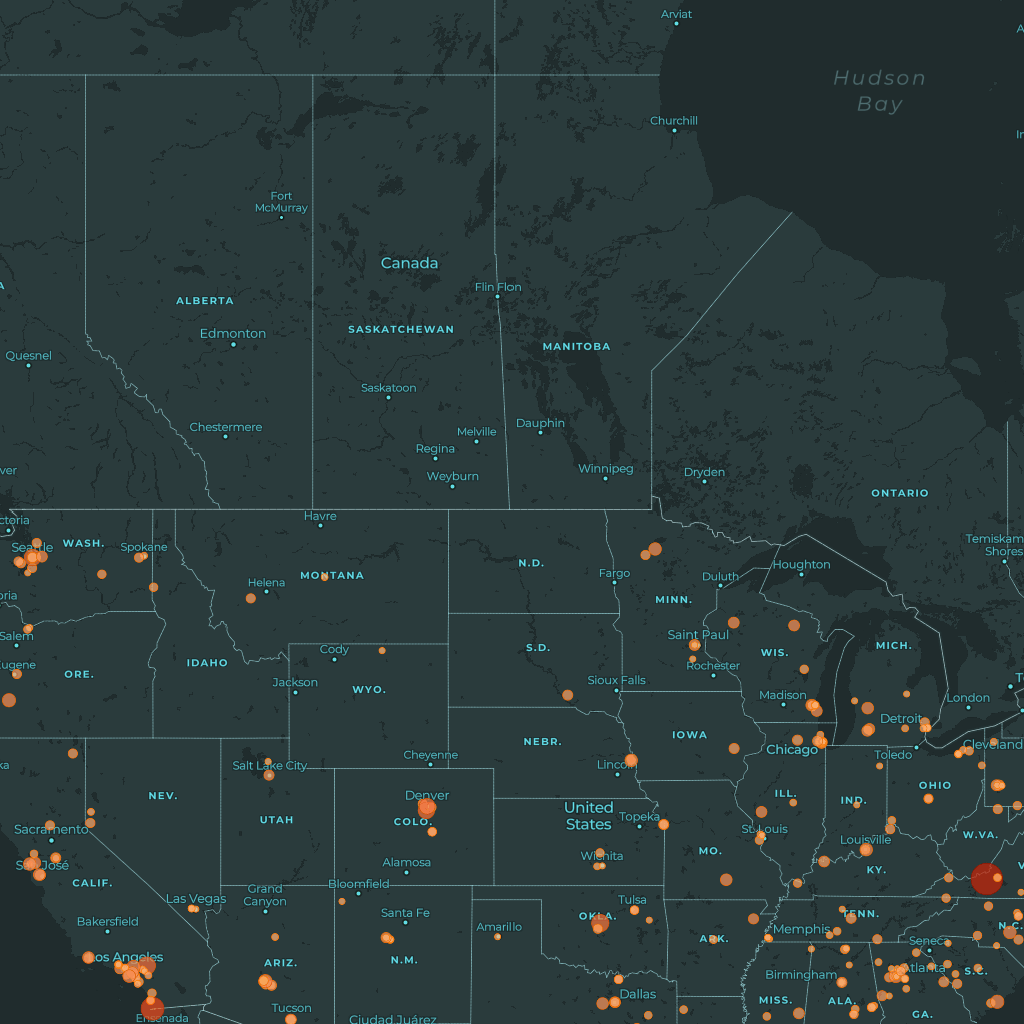 Arviat
Hudson
Bay
Churchill
Fort
McMurray
Canada
Flin Flon
ALBERTA
SASKATCHEWAN
Edmonton
MANITOBA
Quesnel
Saskatoon
Chestermere
Melville
Dauphin
Regina
Weyburn
Winnipeg
Dryden
ONTARIO
Havre
WASH.
Seattle
Spokane
Temiskam
Shores
N.D.
Houghton
Helena
MONTANA
Fargo
Duluth
MINN.
Salem
Saint Paul
MICH.
S.D.
Cody
WIS.
IDAHO
Rochester
ORE.
Jackson
WYO.
Sioux Falls
Madison
London
Detroit
IOWA
NEBR.
Chicago
Cleveland
Cheyenne
Toledo
Salt Lake City
Lincoln
OHIO
NEV.
Denver
ILL.
IND.
United
States
UTAH
COLO.
Topeka
Sacramento
St Louis
W.VA.
Louisville
MO.
Wichita
San José
Alamosa
KY.
CALIF.
Bloomfield
Grand
Canyon
Las Vegas
Tulsa
Santa Fe
TENN.
OKLA.
Bakersfield
Amarillo
Memphis
N.C.
ARK.
Seneca
Los Angeles
ARIZ.
N.M.
Atlanta
S.C.
Birmingham
Dallas
MISS.
ALA.
Tucson
GA.
Ensenada
Ciudad Juárez